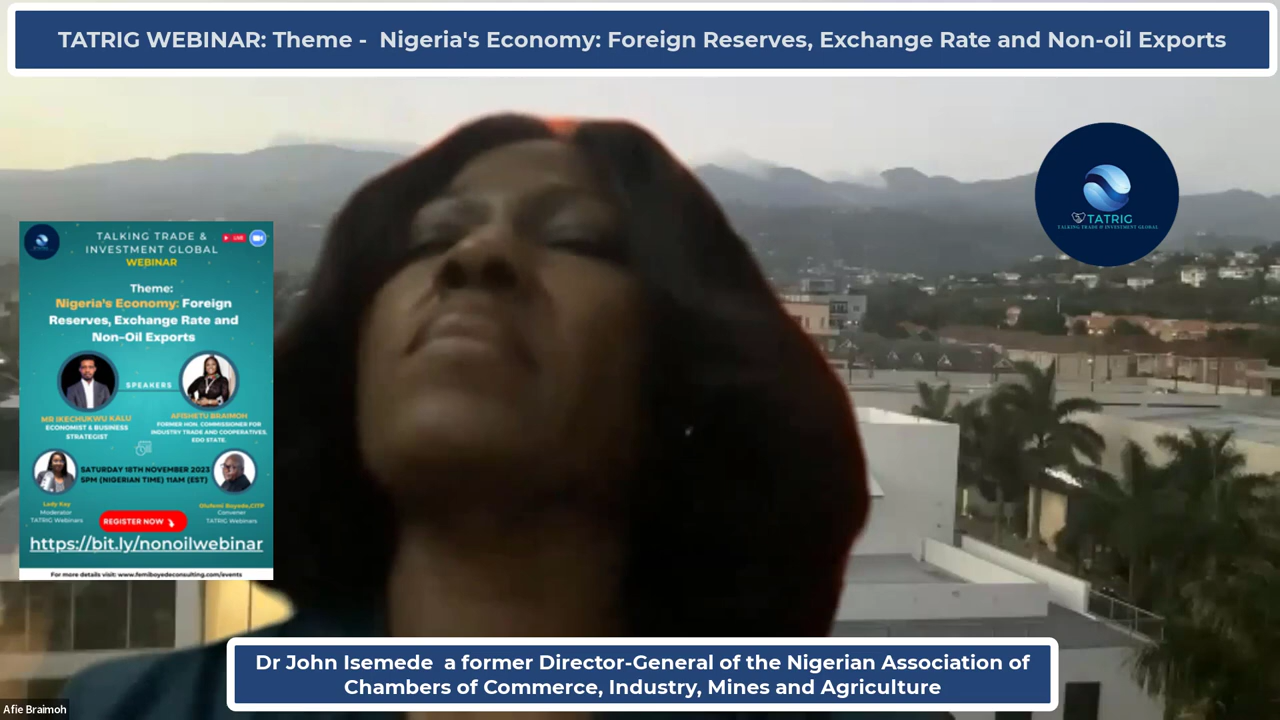 TATRIG WEBINAR: Theme - Nigeria's Economy: Foreign Reserves, Exchange Rate and Non-oil Exports
TATRIG
TALKING TRADE & INVESTMENT GLOBAL
TALKING TRADE &
INVESTMENT GLOBAL
LIVE
WEBINAR
Theme:
Nigeria's Economy: Foreign
Reserves, Exchange Rate and
Non-Oil Exports
SPEAKERS
MR IKECHUKWU KALU
ECONOMIST & BUSINESS
STRATEGIST
AFISHETU BRAIMOH
FORMER HON. COMMISSIONER FOR
INDUSTRY TRADE AND COOPERATIVES,
EDO STATE.
SATURDAY 18TH NOVEMBER 2023
5PM (NIGERIAN TIME) 11AM (EST)
Lady Kay
Moderator
TATRIG Webinars
Olufemi Boyede,CITP
Convener
TATRIG Webinars
REGISTER NOW
https://bit.ly/nonoilwebinar
For more details visit: www.femiboyedeconsulting.com/events
Dr John Isemede a former Director-General of the Nigerian Association of
Chambers of Commerce, Industry, Mines and Agriculture
Afie Braimoh